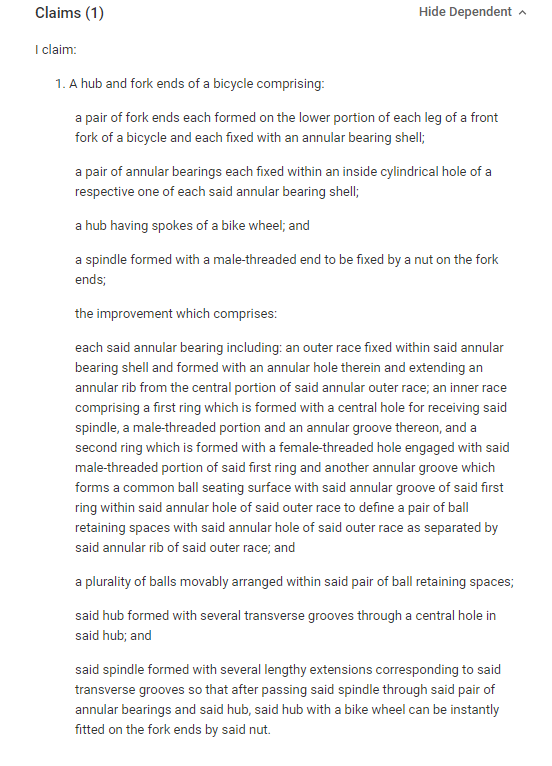 Claims (1)
Hide Dependent
I claim:
1. A hub and fork ends of a bicycle comprising:
a pair of fork ends each formed on the lower portion of each leg of a front
fork of a bicycle and each fixed with an annular bearing shell;
a pair of annular bearings each fixed within an inside cylindrical hole of a
respective one of each said annular bearing shell;
a hub having spokes of a bike wheel; and
a spindle formed with a male-threaded end to be fixed by a nut on the fork
ends;
the improvement which comprises:
each said annular bearing including: an outer race fixed within said annular
bearing shell and formed with an annular hole therein and extending an
annular rib from the central portion of said annular outer race; an inner race
comprising a first ring which is formed with a central hole for receiving said
spindle, a male-threaded portion and an annular groove thereon, and a
second ring which is formed with a female-threaded hole engaged with said
male-threaded portion of said first ring and another annular groove which
forms a common ball seating surface with said annular groove of said first
ring within said annular hole of said outer race to define a pair of ball
retaining spaces with said annular hole of said outer race as separated by
said annular rib of said outer race; and
a plurality of balls movably arranged within said pair of ball retaining spaces;
said hub formed with several transverse grooves through a central hole in
said hub; and
said spindle formed with several lengthy extensions corresponding to said
transverse grooves so that after passing said spindle through said pair of
annular bearings and said hub, said hub with a bike wheel can be instantly
fitted on the fork ends by said nut.